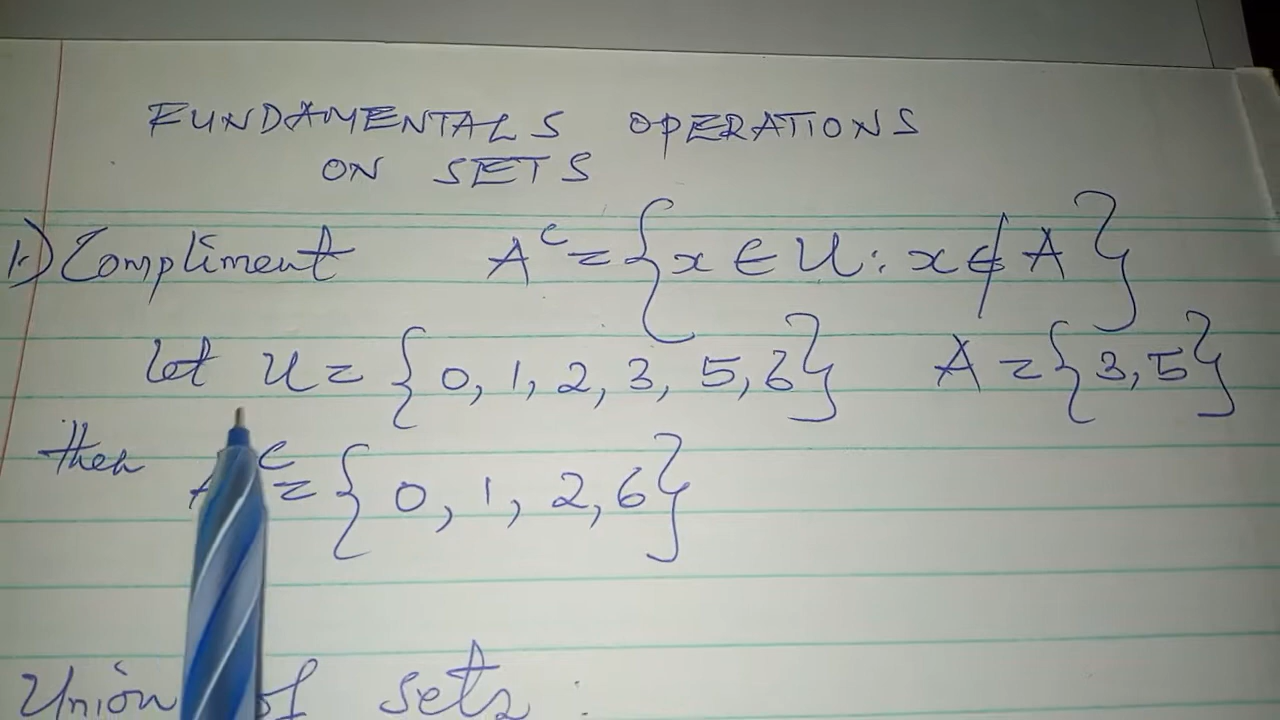 FUNDAMENTALS OPERATIONS
ON SETS
1.) Compliment A^c = {x ∈ U : x ∉ A}
let U = {0, 1, 2, 3, 5, 6} A = {3, 5}
then A^c = {0, 1, 2, 6}
Union of sets :